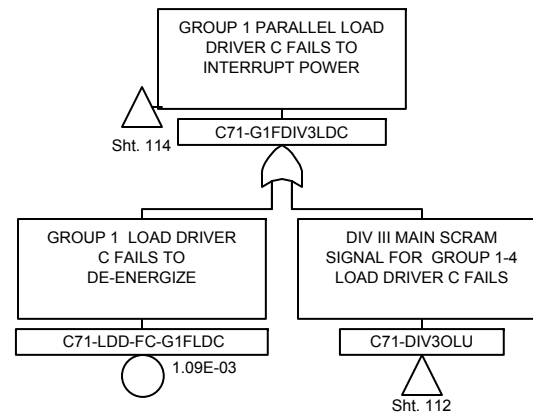 GROUP 1 PARALLEL LOAD
DRIVER C FAILS TO
INTERRUPT POWER
Sht. 114
C71-G1FDIV3LDC
GROUP 1 LOAD DRIVER
C FAILS TO
DE-ENERGIZE
C71-LDD-FC-G1FLDC
1.09E-03
DIV III MAIN SCRAM
SIGNAL FOR GROUP 1-4
LOAD DRIVER C FAILS
C71-DIV3OLU
Sht. 112